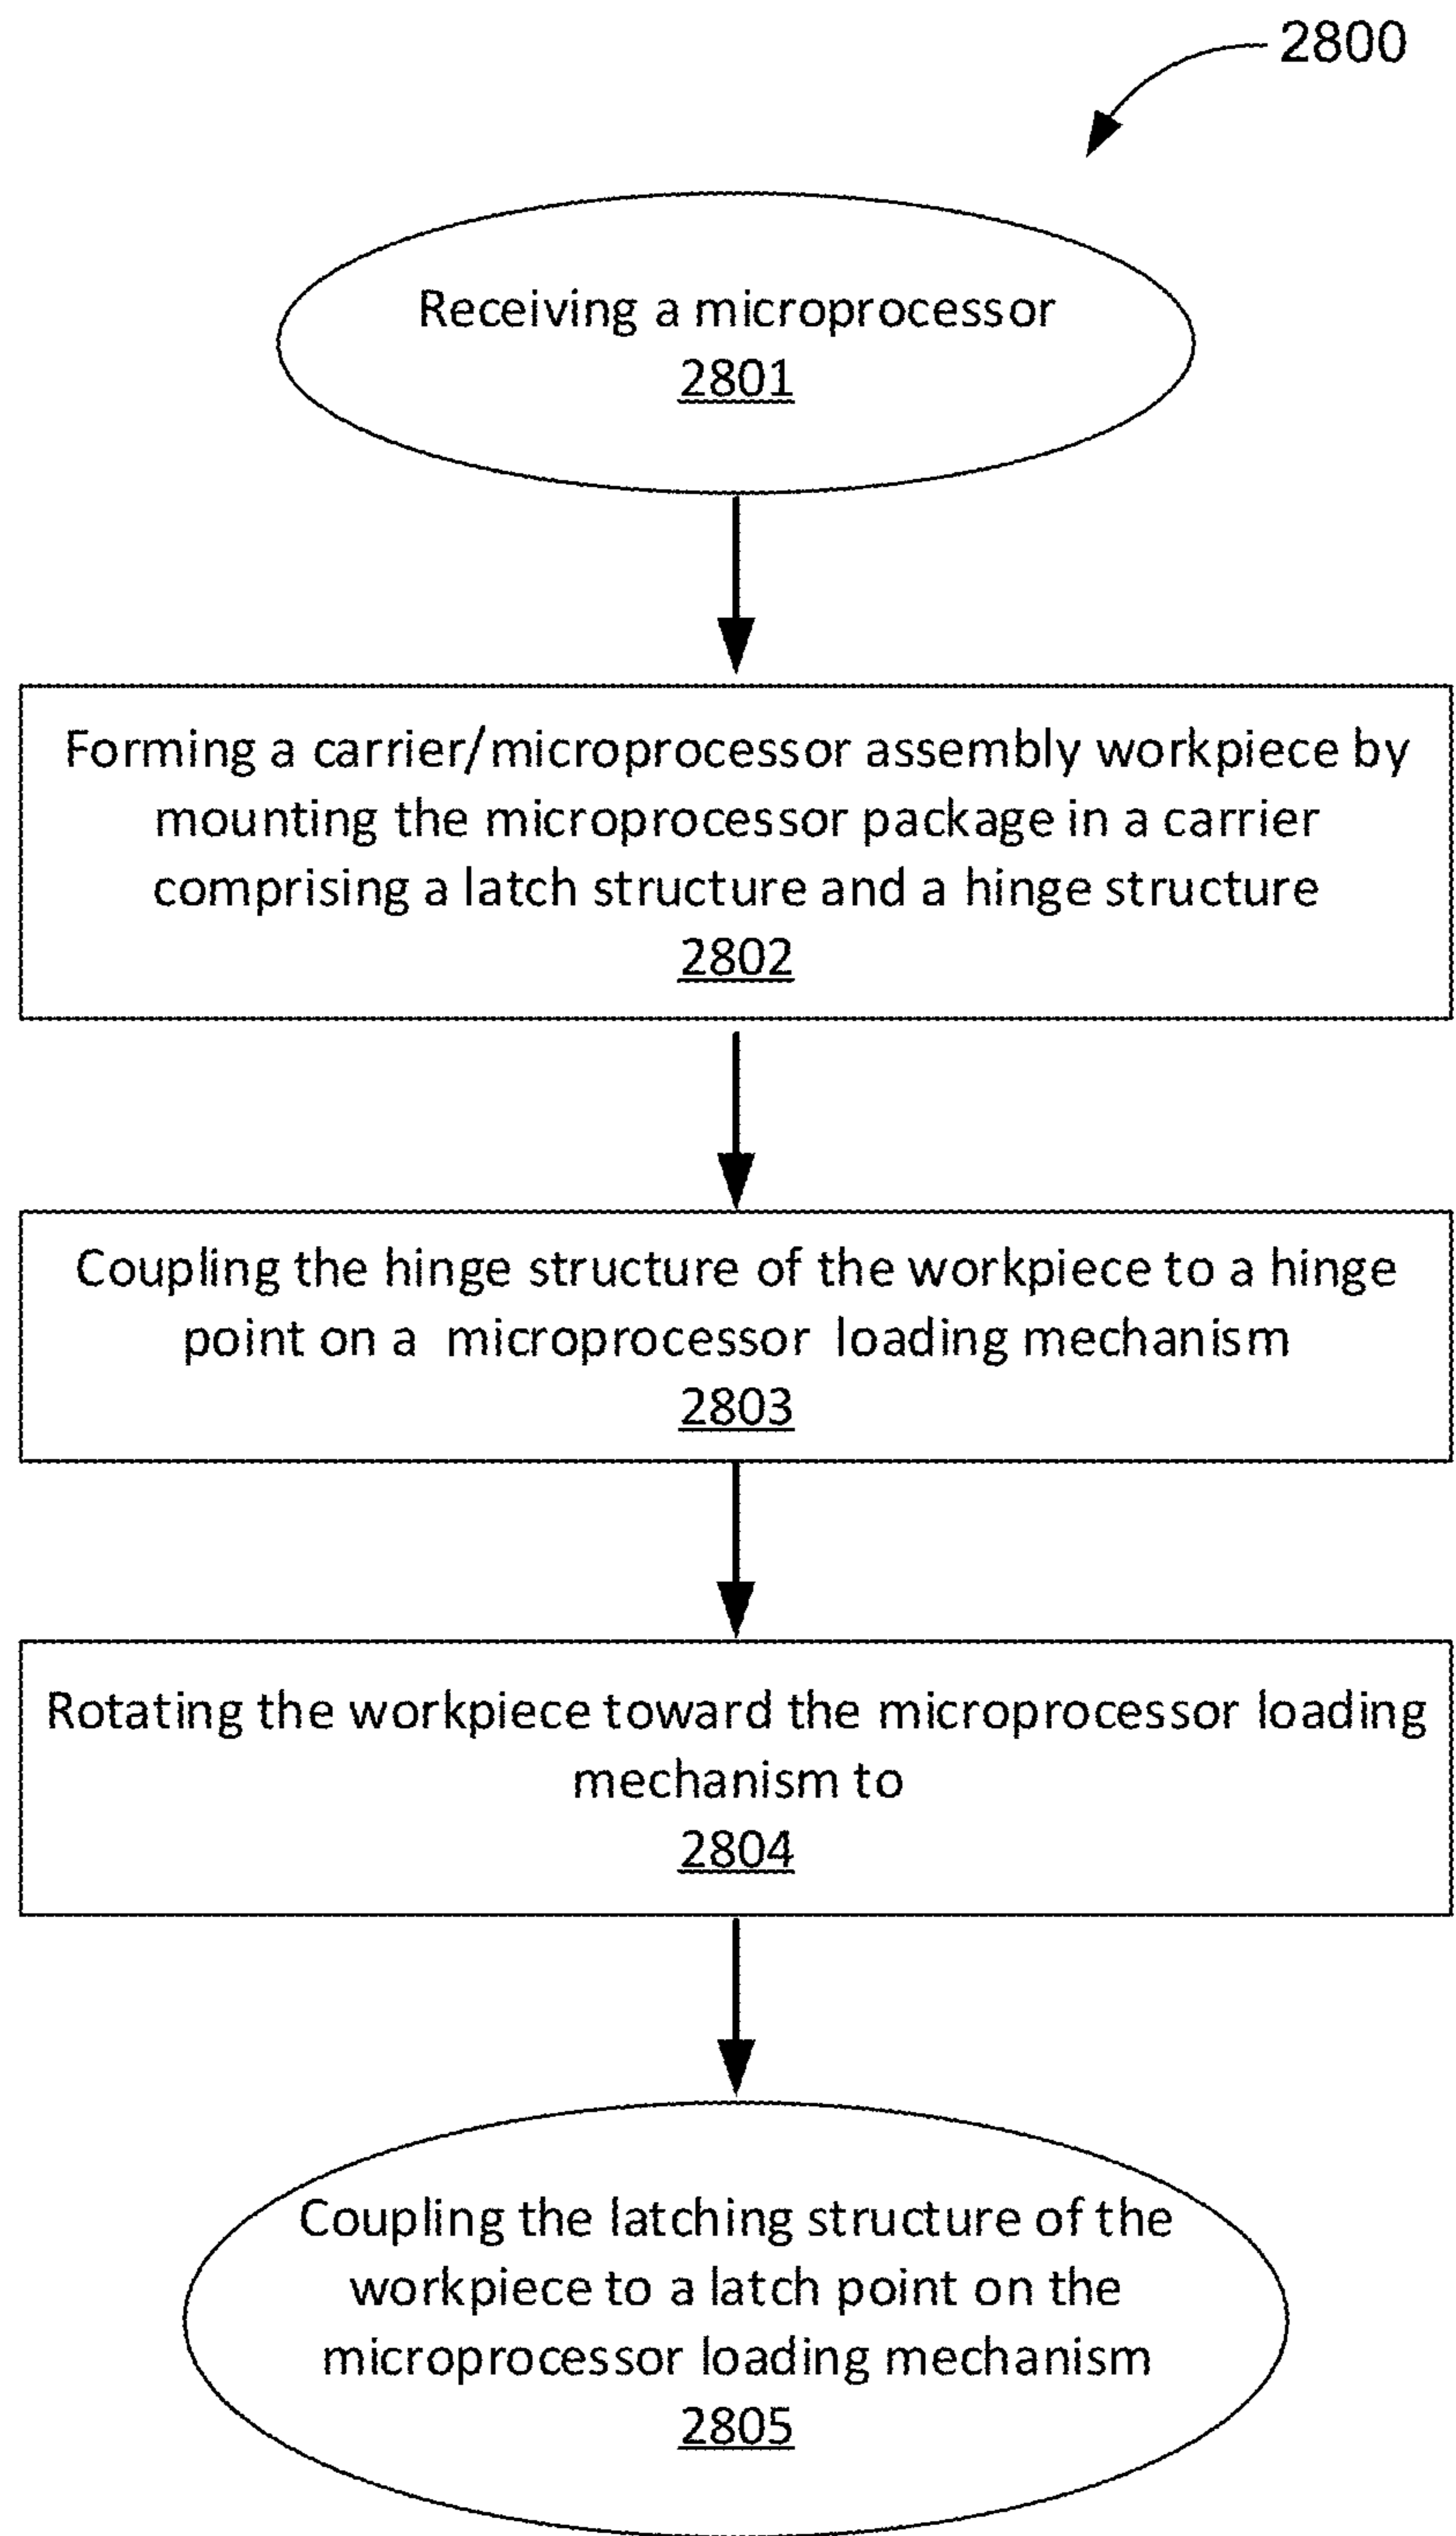 2800
Receiving a microprocessor
2801
Forming a carrier/microprocessor assembly workpiece by
mounting the microprocessor package in a carrier
comprising a latch structure and a hinge structure
2802
Coupling the hinge structure of the workpiece to a hinge
point on a microprocessor loading mechanism
2803
Rotating the workpiece toward the microprocessor loading
mechanism to
2804
Coupling the latching structure of the
workpiece to a latch point on the
microprocessor loading mechanism
2805